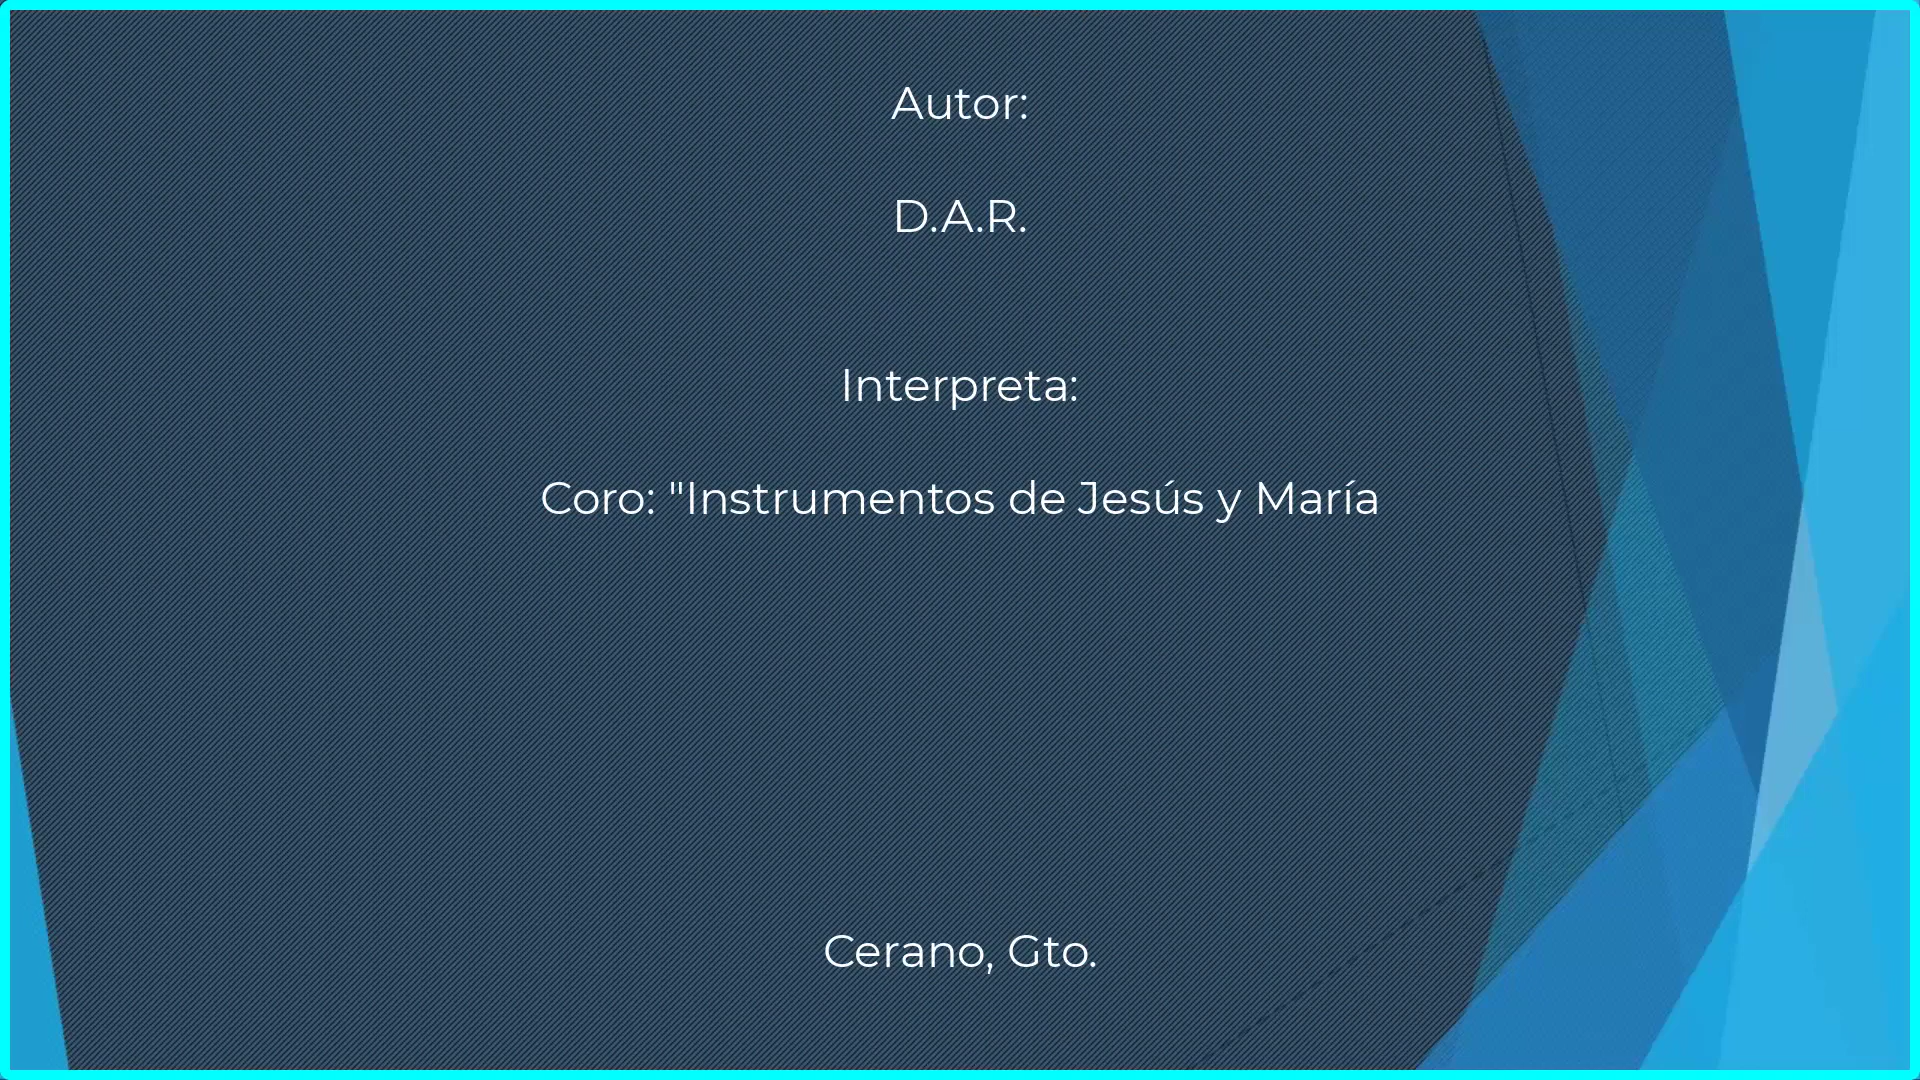 Autor:
D.A.R.
Interpreta:
Coro: "Instrumentos de Jesús y María
Cerano, Gto.